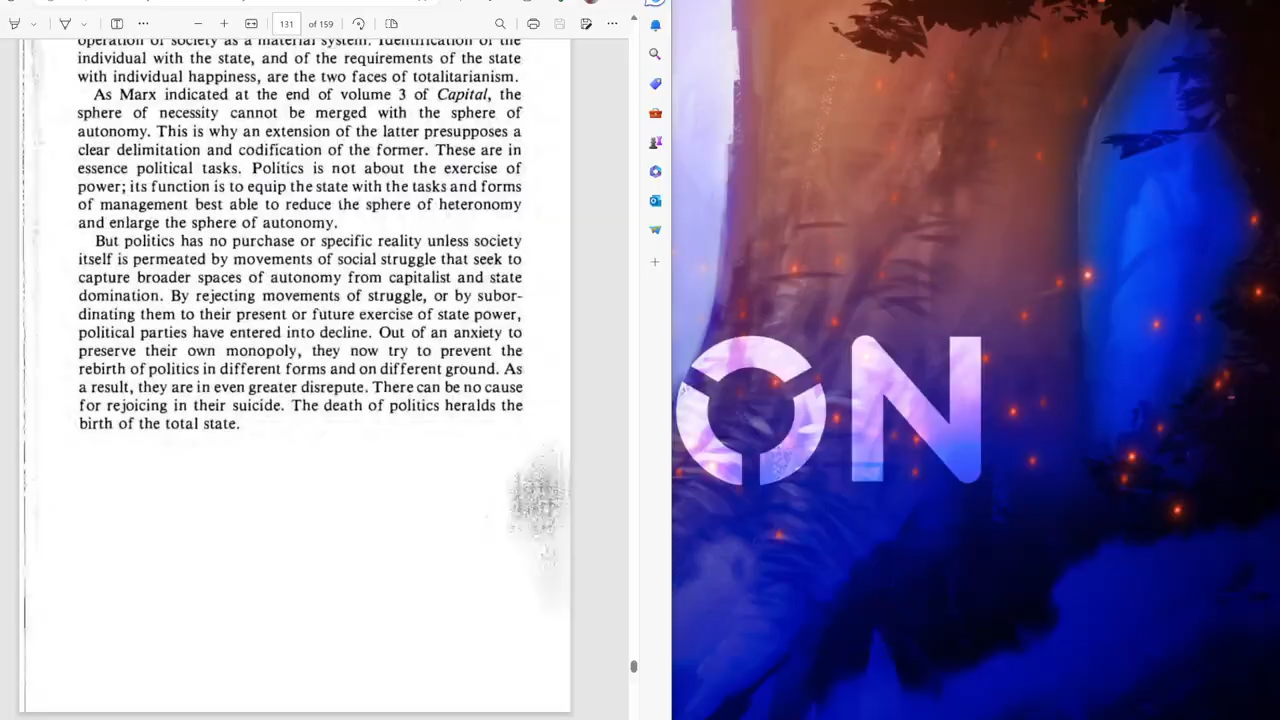 131 of 159
operation of society as a material system. Identification of the
individual with the state, and of the requirements of the state
with individual happiness, are the two faces of totalitarianism.
As Marx indicated at the end of volume 3 of Capital, the
sphere of necessity cannot be merged with the sphere of
autonomy. This is why an extension of the latter presupposes a
clear delimitation and codification of the former. These are in
essence political tasks. Politics is not about the exercise of
power; its function is to equip the state with the tasks and forms
of management best able to reduce the sphere of heteronomy
and enlarge the sphere of autonomy.
But politics has no purchase or specific reality unless society
itself is permeated by movements of social struggle that seek to
capture broader spaces of autonomy from capitalist and state
domination. By rejecting movements of struggle, or by subor-
dinating them to their present or future exercise of state power,
political parties have entered into decline. Out of an anxiety to
preserve their own monopoly, they now try to prevent the
rebirth of politics in different forms and on different ground. As
a result, they are in even greater disrepute. There can be no cause
for rejoicing in their suicide. The death of politics heralds the
birth of the total state.
ON